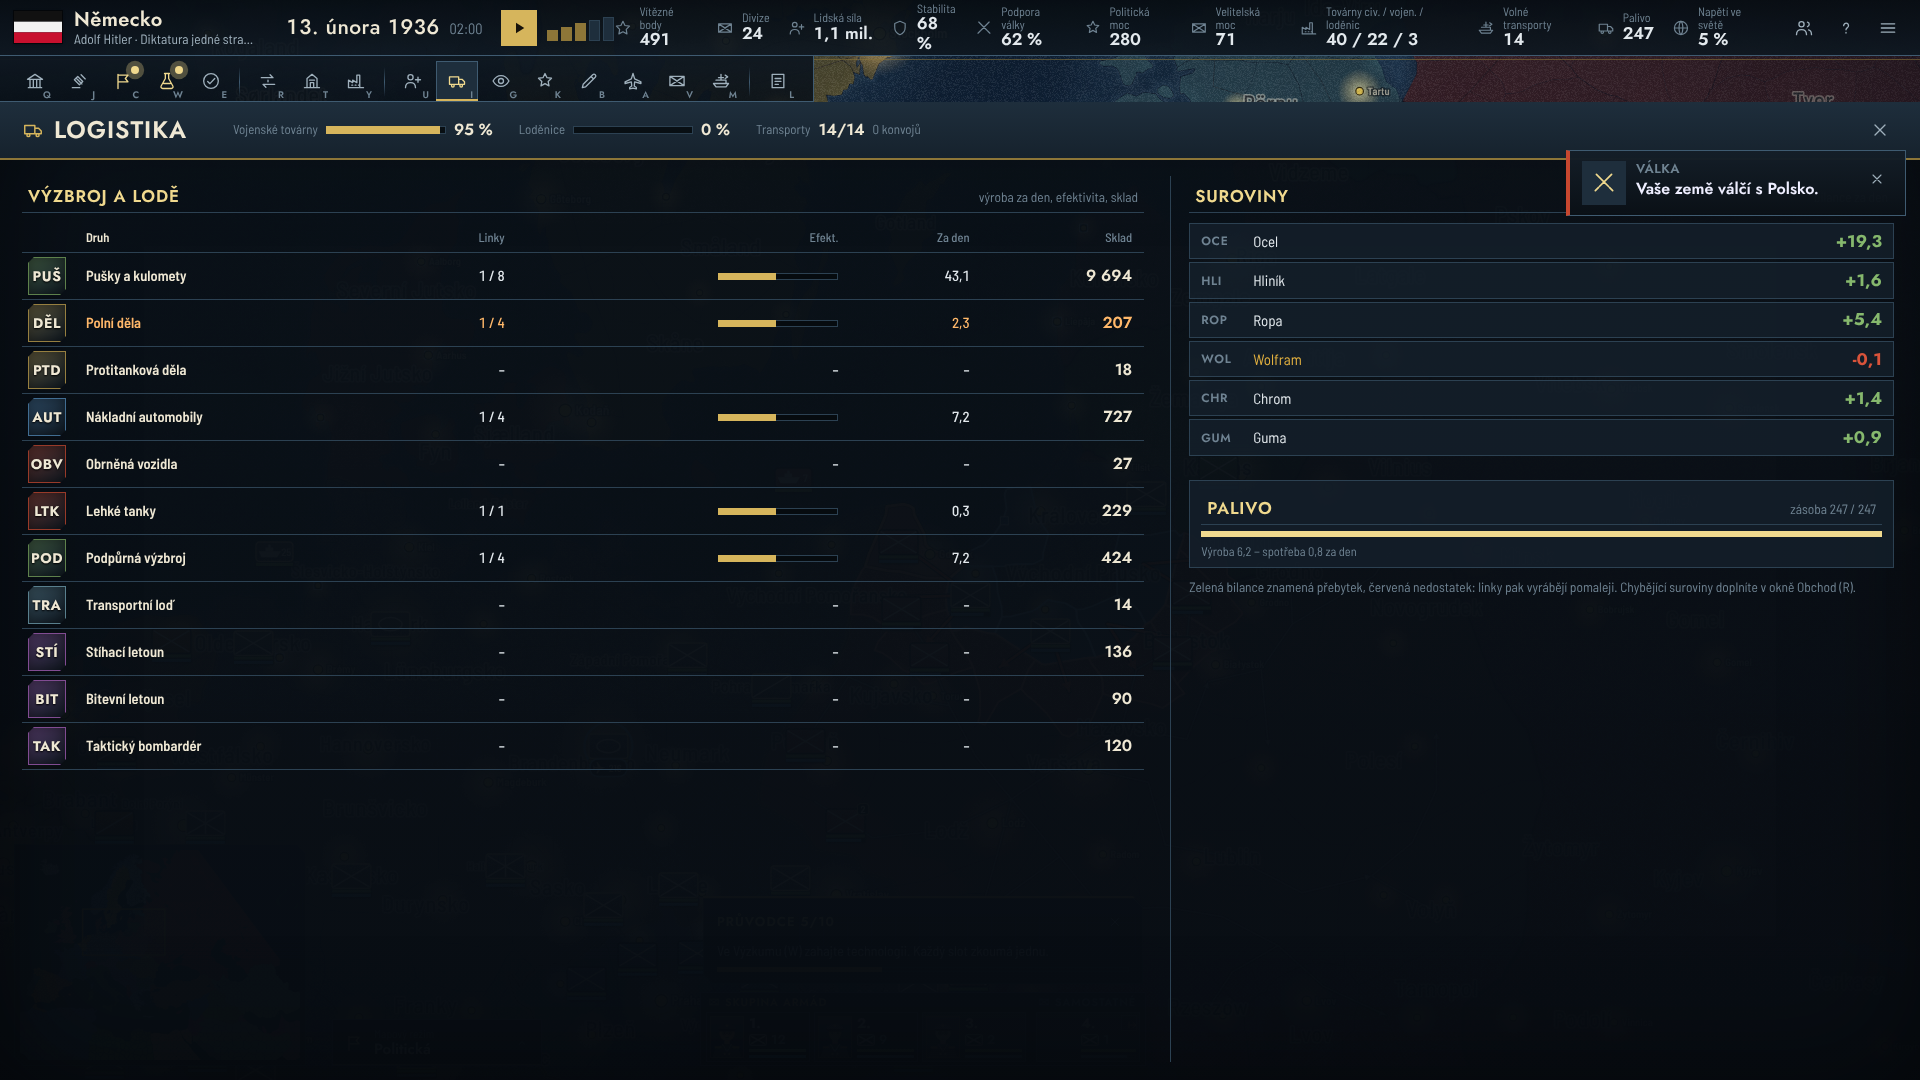 Německo
Adolf Hitler · Diktatura jedné stra...
13. února 1936 02:00
Vítězné body 491
Divize 24
Lidská síla 1,1 mil.
Stabilita 68 %
Podpora války 62 %
Politická moc 280
Velitelská moc 71
Továrny civ. / vojen. / loděnic 40 / 22 / 3
Volné transporty 14
Palivo 247
Napětí ve světě 5 %
?
Q J C W E R T Y U I G K B A V M L
Tartu
LOGISTIKA
Vojenské továrny 95 %
Loděnice 0 %
Transporty 14/14 0 konvojů
VÁLKA
Vaše země válčí s Polsko.
VÝZBROJ A LODĚ
výroba za den, efektivita, sklad
Druh Linky Efekt. Za den Sklad
PUŠ Pušky a kulomety 1 / 8 43,1 9 694
DĚL Polní děla 1 / 4 2,3 207
PTD Protitanková děla - - - 18
AUT Nákladní automobily 1 / 4 7,2 727
OBV Obrněná vozidla - - - 27
LTK Lehké tanky 1 / 1 0,3 229
POD Podpůrná výzbroj 1 / 4 7,2 424
TRA Transportní loď - - - 14
STÍ Stíhací letoun - - - 136
BIT Bitevní letoun - - - 90
TAK Taktický bombardér - - - 120
SUROVINY
OCE Ocel +19,3
HLI Hliník +1,6
ROP Ropa +5,4
WOL Wolfram -0,1
CHR Chrom +1,4
GUM Guma +0,9
PALIVO
zásoba 247 / 247
Výroba 6,2 − spotřeba 0,8 za den
Zelená bilance znamená přebytek, červená nedostatek: linky pak vyrábějí pomaleji. Chybějící suroviny doplníte v okně Obchod (R).